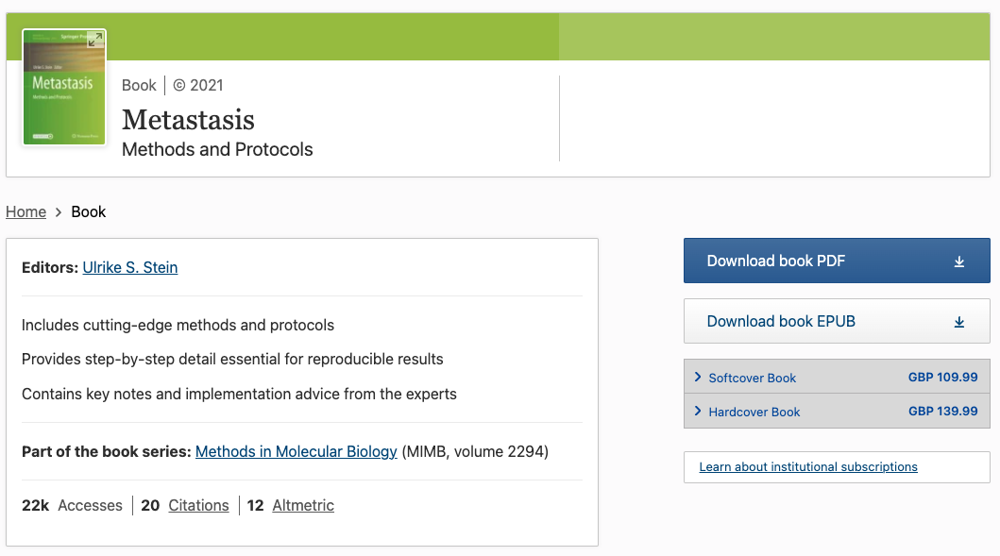 Metastasis
Methods and Protocols
Book © 2021
Metastasis
Methods and Protocols
Home > Book
Editors: Ulrike S. Stein
Includes cutting-edge methods and protocols
Provides step-by-step detail essential for reproducible results
Contains key notes and implementation advice from the experts
Part of the book series: Methods in Molecular Biology (MIMB, volume 2294)
22k Accesses 20 Citations 12 Altmetric
Download book PDF
Download book EPUB
Softcover Book GBP 109.99
Hardcover Book GBP 139.99
Learn about institutional subscriptions